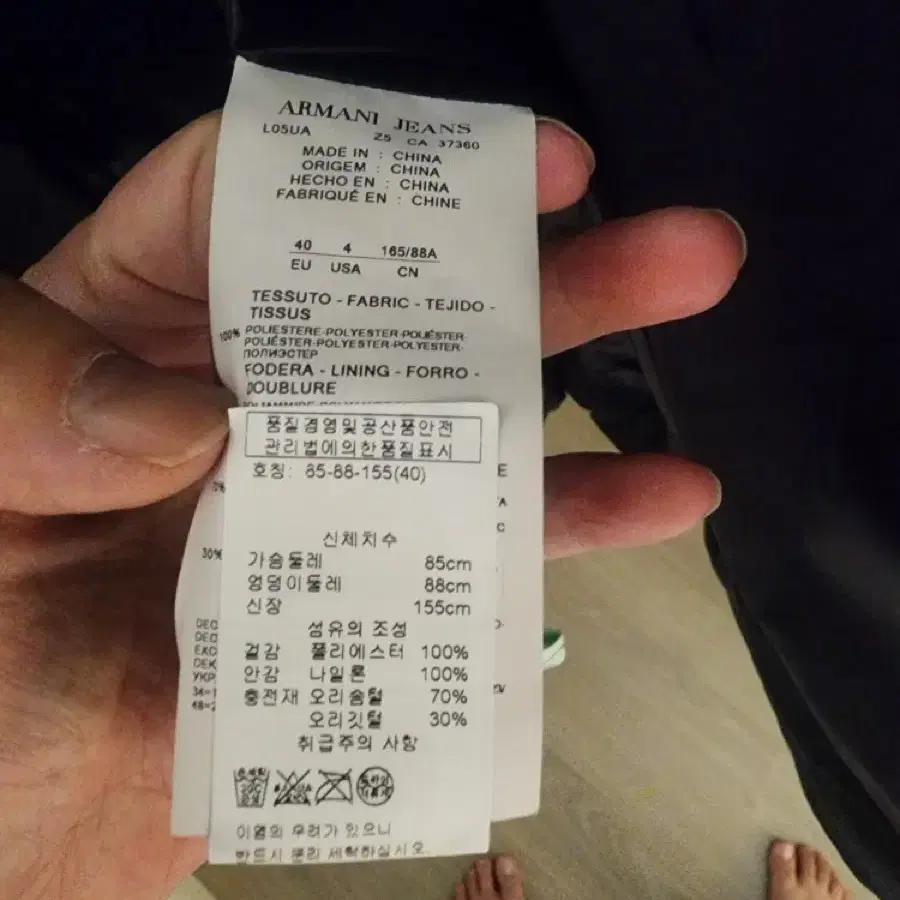 ARMANI JEANS
L05UA Z5 CA 37360
MADE IN : CHINA
ORIGEM : CHINA
HECHO EN : CHINA
FABRIQUÉ EN : CHINE
40 4 165/88A
EU USA CN
TESSUTO - FABRIC - TEJIDO -
TISSUS
100% POLIESTERE-POLYESTER-POLIÉSTER-
POLIÉSTER-POLYESTER-POLYESTER-
ПОЛИЭСТЕР
FODERA - LINING - FORRO -
DOUBLURE
품질경영및공산품안전
관리법에의한품질표시
호칭: 85-88-155(40)
신체치수
가슴둘레 85cm
엉덩이둘레 88cm
신장 155cm
섬유의 조성
겉감 폴리에스터 100%
안감 나일론 100%
충전재 오리솜털 70%
오리깃털 30%
취급주의 사항
이염의 우려가 있으니
반드시 분리 세탁하십시오.
30%